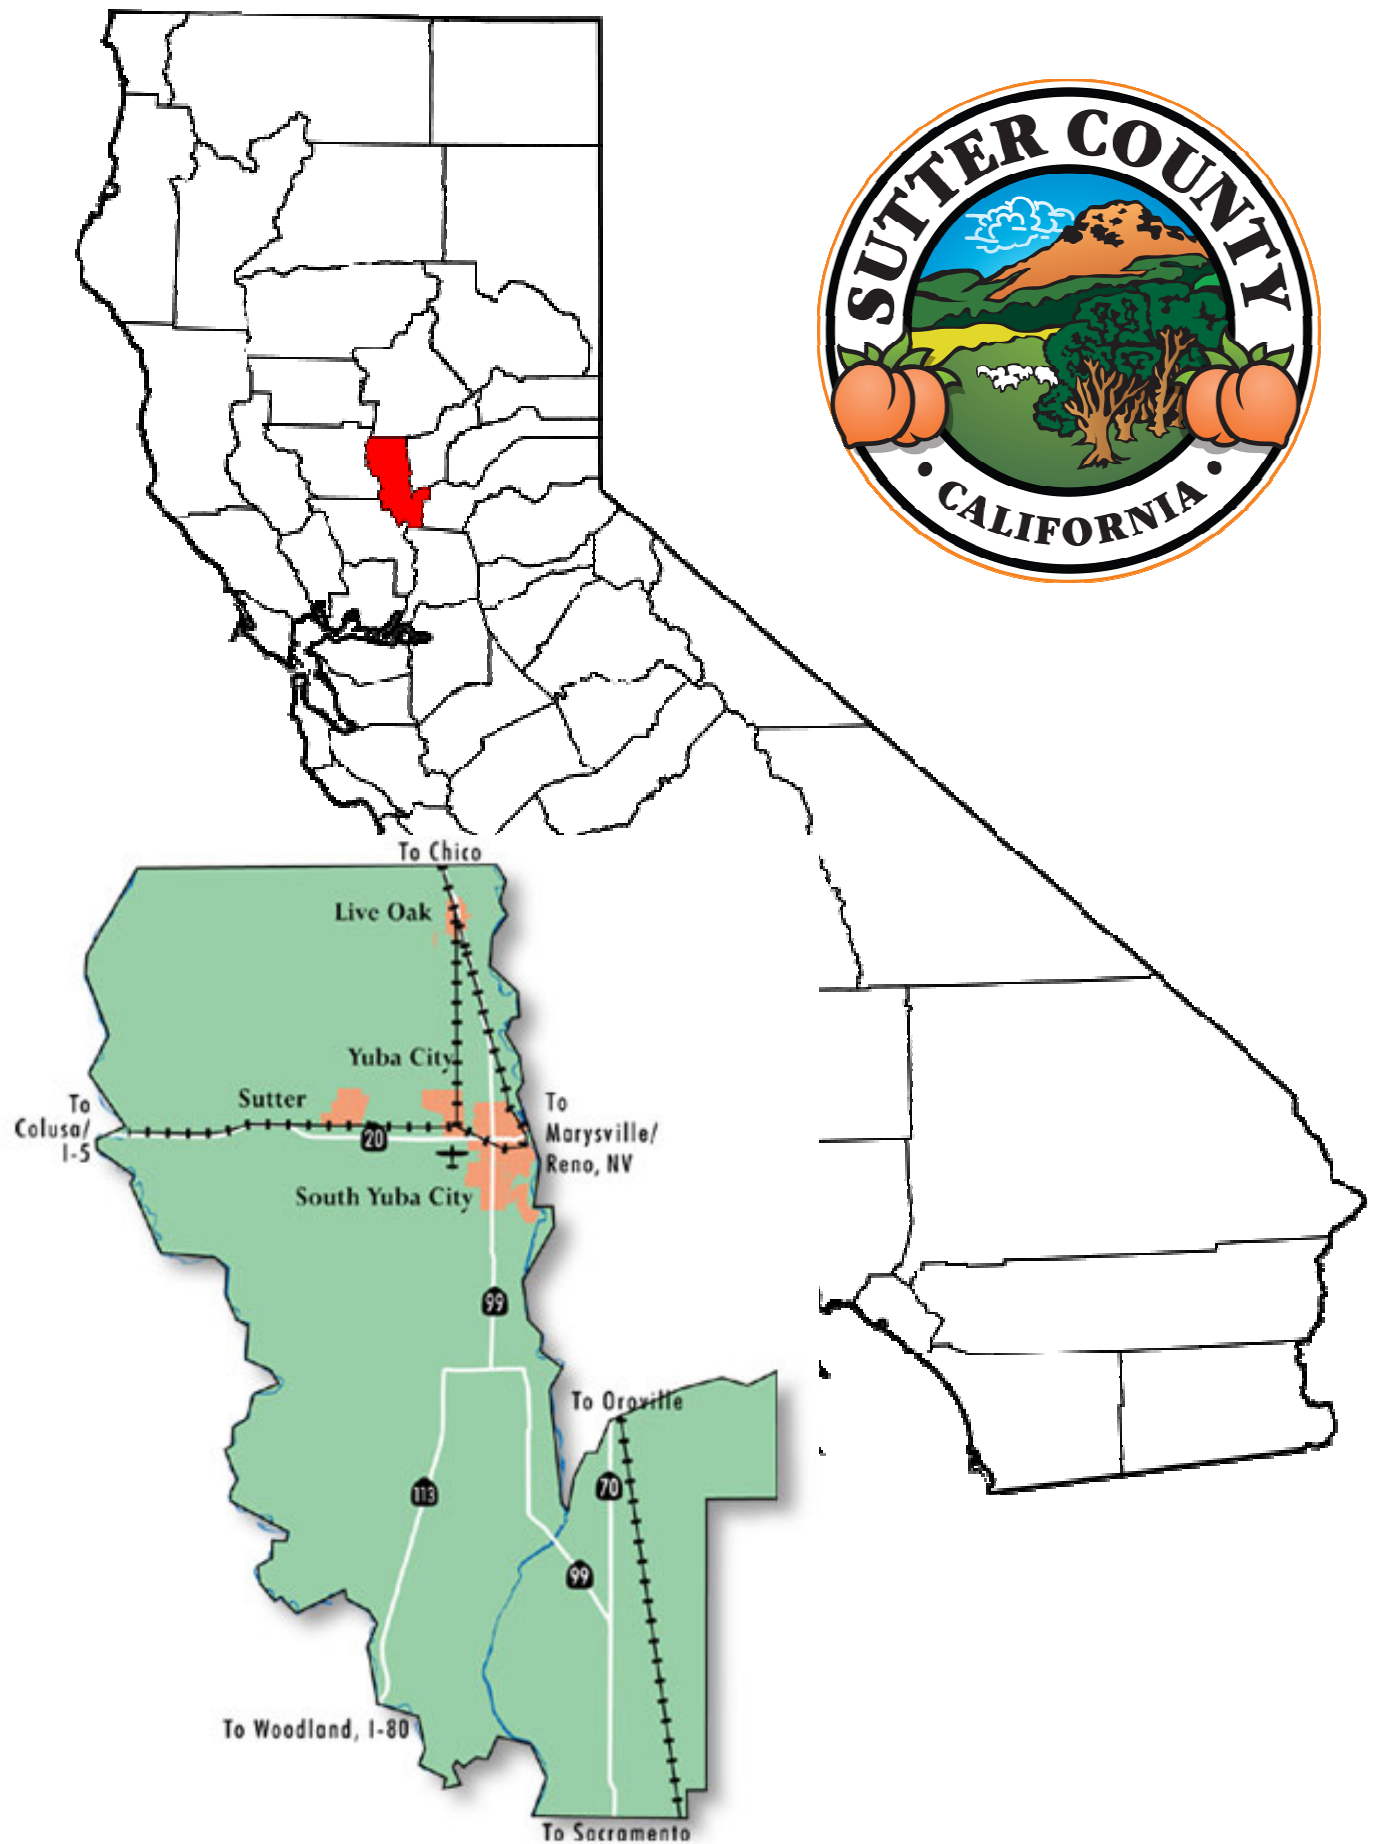 SUTTER COUNTY
CALIFORNIA
To Chico
Live Oak
Yuba City
Sutter
To
Colusa/
I-5
20
To
Marysville/
Reno, NV
South Yuba City
99
To Oroville
113
70
99
To Woodland, I-80
To Sacramento